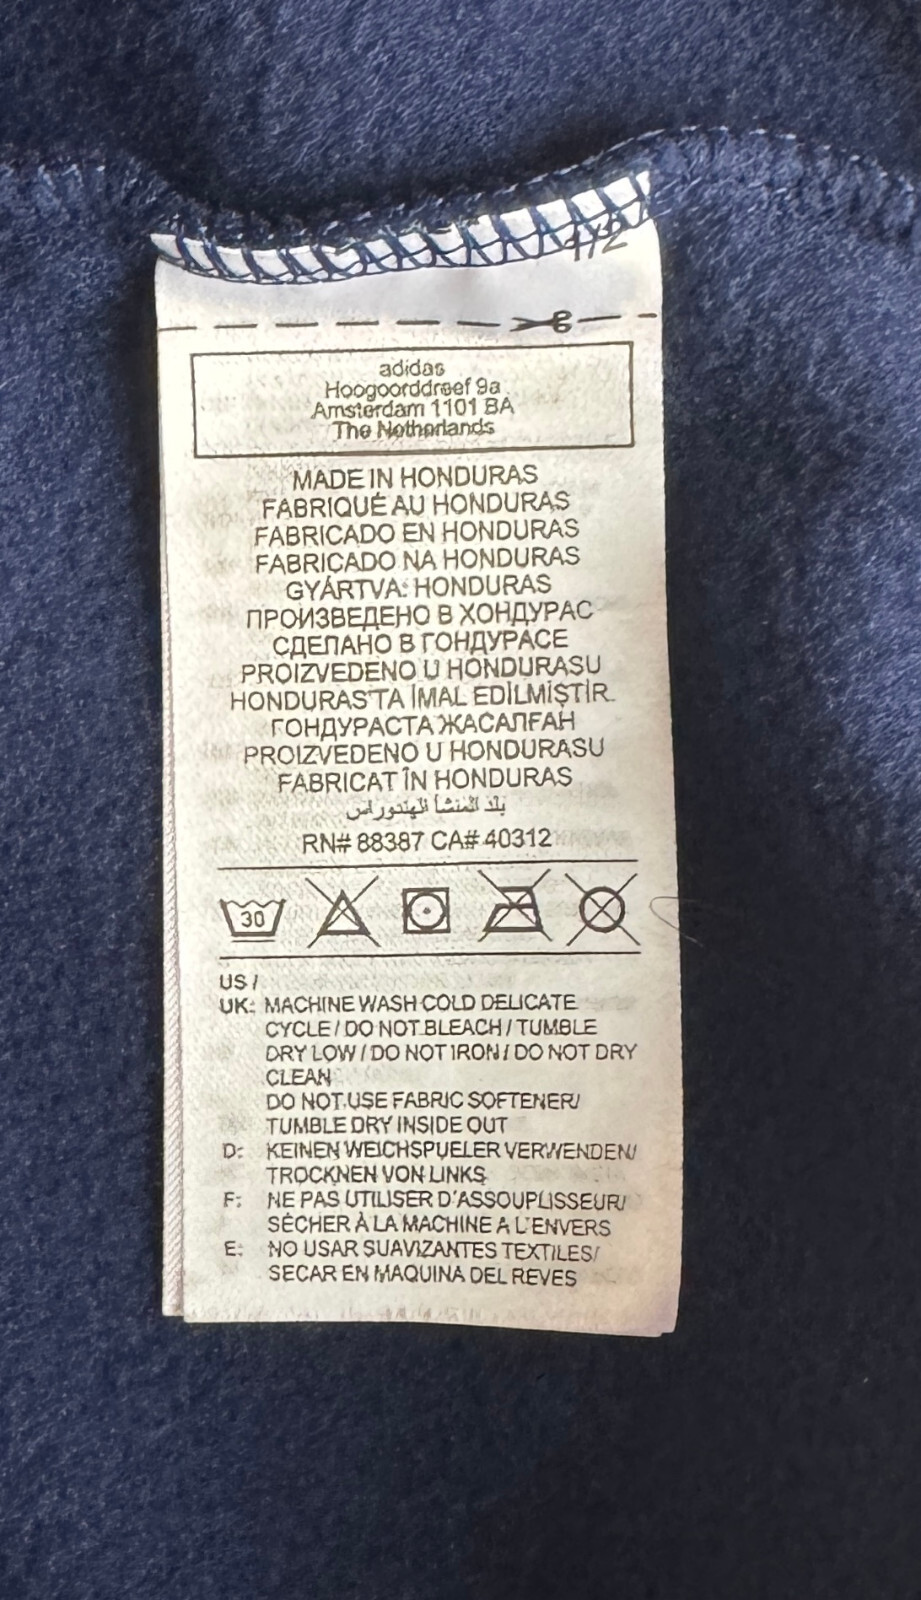 1/2
adidas
Hoogoorddreef 9a
Amsterdam 1101 BA
The Netherlands
MADE IN HONDURAS
FABRIQUÉ AU HONDURAS
FABRICADO EN HONDURAS
FABRICADO NA HONDURAS
GYÁRTVA: HONDURAS
ПРОИЗВЕДЕНО В ХОНДУРАС
СДЕЛАНО В ГОНДУРАСЕ
PROIZVEDENO U HONDURASU
HONDURAS'TA İMAL EDİLMİŞTİR.
ГОНДУРАСТА ЖАСАЛҒАН
PROIZVEDENO U HONDURASU
FABRICAT ÎN HONDURAS
بلد المنشأ الهندوراس
RN# 88387 CA# 40312
30
US /
UK: MACHINE WASH COLD DELICATE
CYCLE / DO NOT BLEACH / TUMBLE
DRY LOW / DO NOT IRON / DO NOT DRY
CLEAN
DO NOT USE FABRIC SOFTENER/
TUMBLE DRY INSIDE OUT
D: KEINEN WEICHSPUELER VERWENDEN/
TROCKNEN VON LINKS
F: NE PAS UTILISER D'ASSOUPLISSEUR/
SÉCHER À LA MACHINE A L'ENVERS
E: NO USAR SUAVIZANTES TEXTILES/
SECAR EN MAQUINA DEL REVES